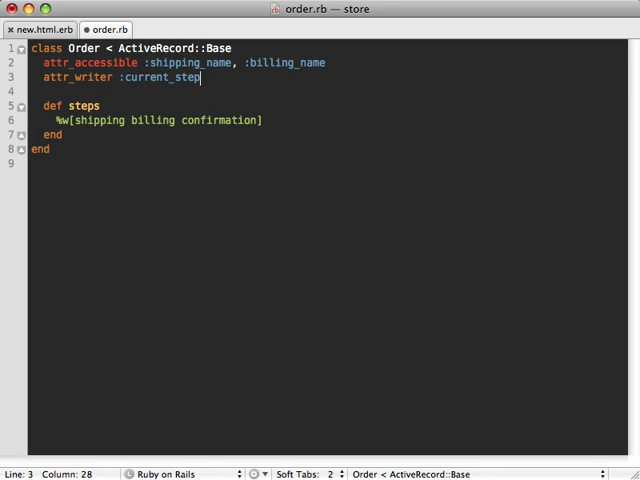 order.rb — store
new.html.erb order.rb
1 class Order < ActiveRecord::Base
2 attr_accessible :shipping_name, :billing_name
3 attr_writer :current_step
4
5 def steps
6 %w[shipping billing confirmation]
7 end
8 end
9
Line: 3 Column: 28 Ruby on Rails Soft Tabs: 2 Order < ActiveRecord::Base